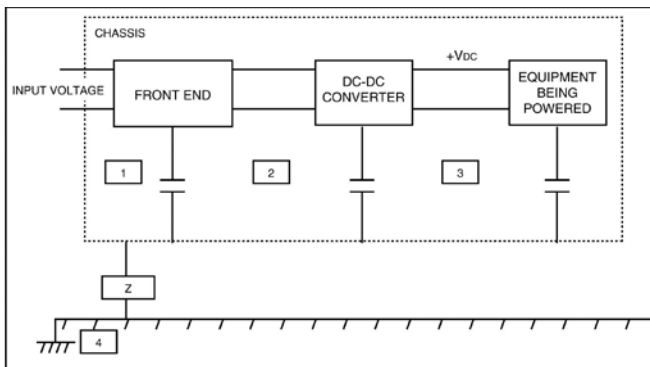 CHASSIS
INPUT VOLTAGE
FRONT END
DC-DC
CONVERTER
+VDC
EQUIPMENT
BEING
POWERED
1
2
3
Z
4